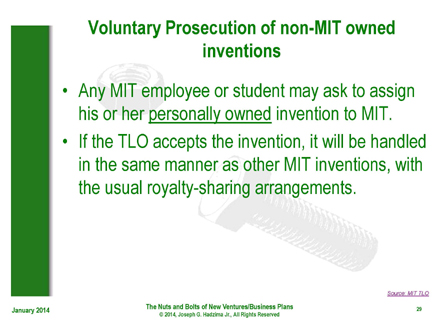 Voluntary Prosecution of non-MIT owned
inventions
• Any MIT employee or student may ask to assign
his or her personally owned invention to MIT.
• If the TLO accepts the invention, it will be handled
in the same manner as other MIT inventions, with
the usual royalty-sharing arrangements.
Source: MIT TLO
January 2014
The Nuts and Bolts of New Ventures/Business Plans
© 2014, Joseph G. Hadzima Jr., All Rights Reserved
29